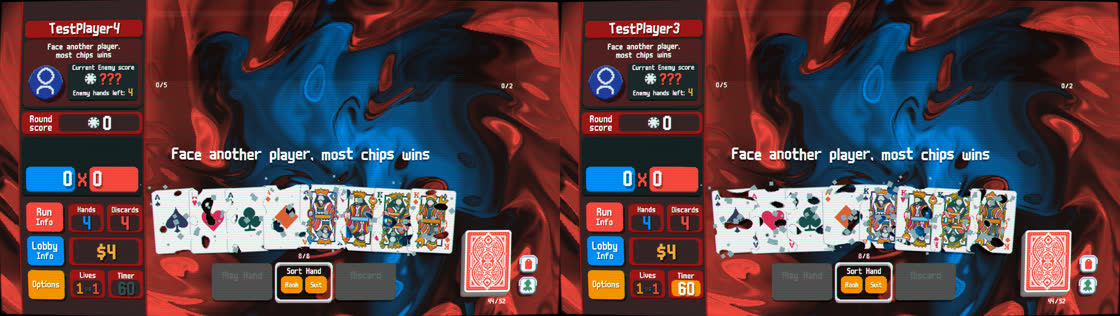 TestPlayer4
Face another player,
most chips wins
Current Enemy score
???
Enemy hands left: 4
Round
score
0
0 X 0
Run
Info
Hands
4
Discards
4
Lobby
Info
$4
Options
Lives
1-1
Timer
60
0/5
0/2
Face another player, most chips wins
8/8
Play Hand
Sort Hand
Rank
Suit
Discard
44/52
TestPlayer3
Face another player,
most chips wins
Current Enemy score
???
Enemy hands left: 4
Round
score
0
0 X 0
Run
Info
Hands
4
Discards
4
Lobby
Info
$4
Options
Lives
1-1
Timer
60
0/5
0/2
Face another player, most chips wins
8/8
Play Hand
Sort Hand
Rank
Suit
Discard
44/52